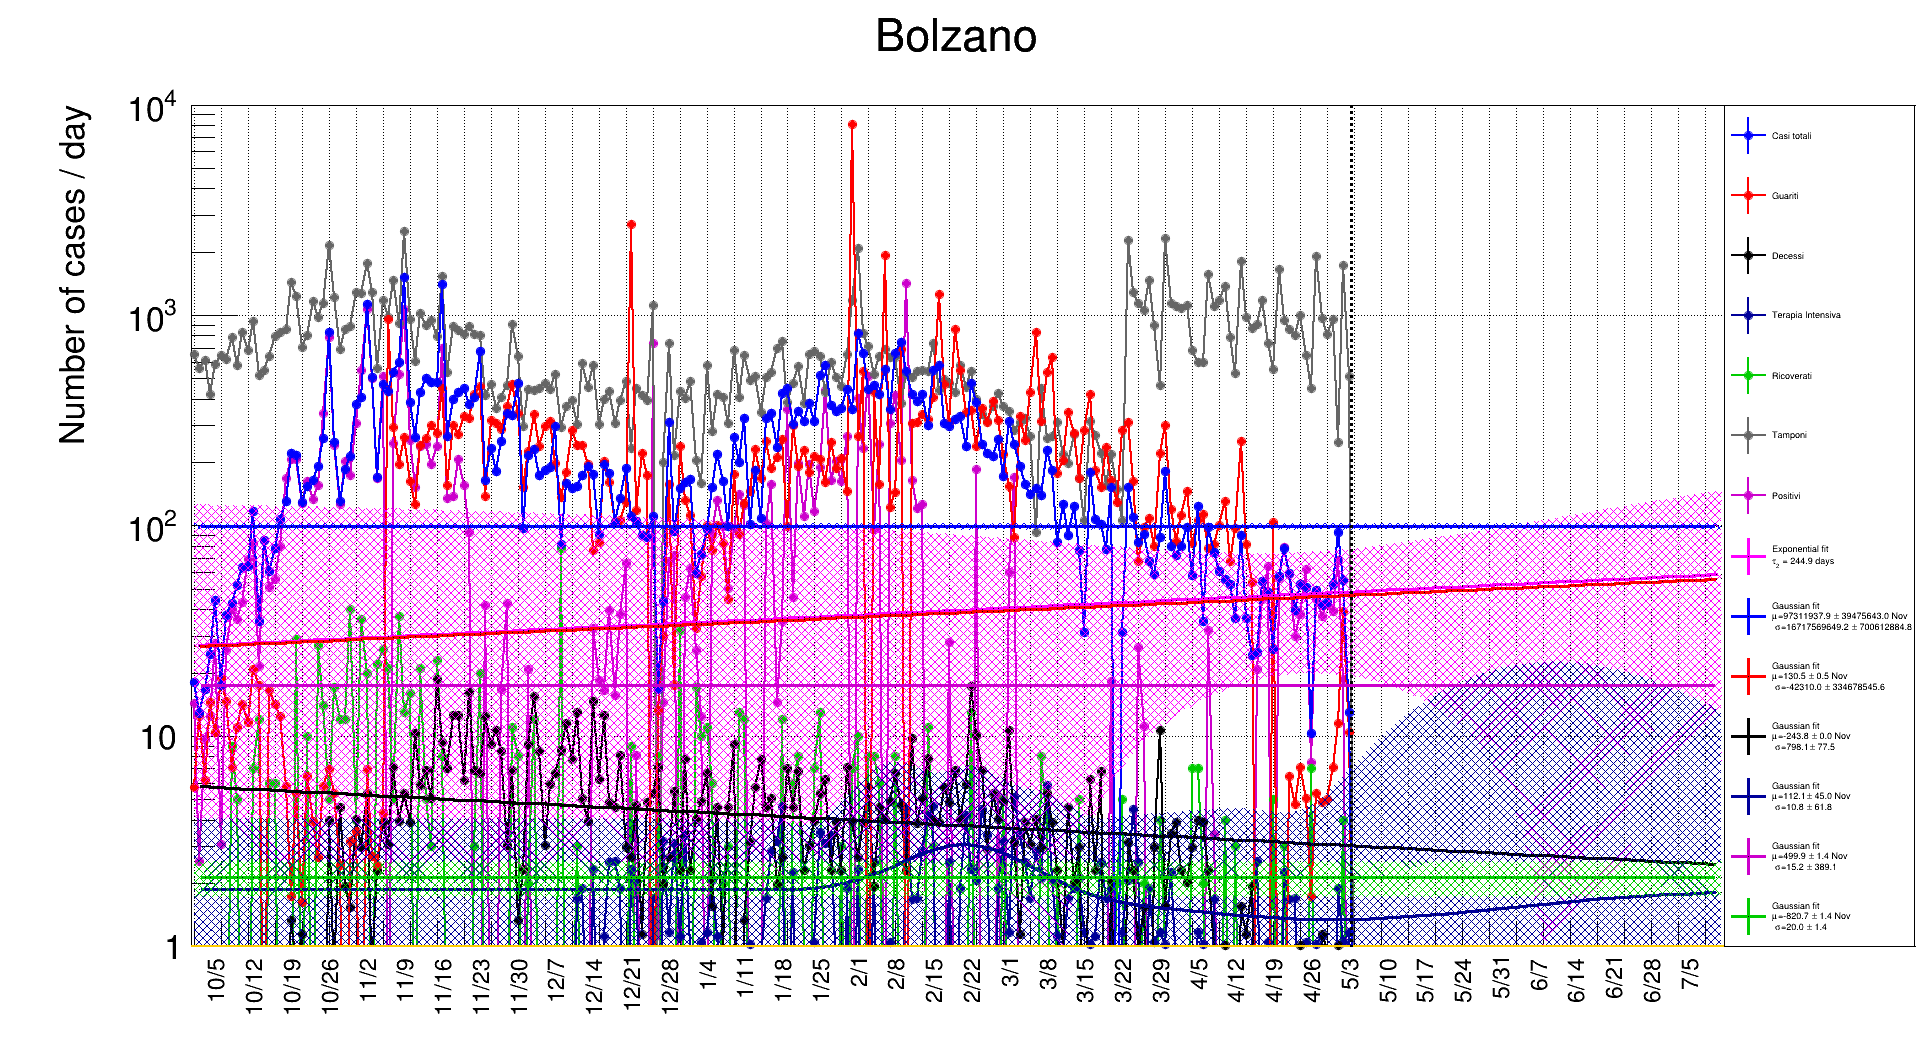 Bolzano
Number of cases / day
10⁴
10³
10²
10
1
10/5
10/12
10/19
10/26
11/2
11/9
11/16
11/23
11/30
12/7
12/14
12/21
12/28
1/4
1/11
1/18
1/25
2/1
2/8
2/15
2/22
3/1
3/8
3/15
3/22
3/29
4/5
4/12
4/19
4/26
5/3
5/10
5/17
5/24
5/31
6/7
6/14
6/21
6/28
7/5
Casi totali
Guariti
Decessi
Terapia Intensiva
Ricoverati
Tamponi
Positivi
Exponential fit
τ₂ = 244.9 days
Gaussian fit
μ=97311937.9 ± 39475643.0 Nov
σ=16717569649.2 ± 700612884.8
Gaussian fit
μ=130.5 ± 0.5 Nov
σ=-42310.0 ± 334678545.6
Gaussian fit
μ=-243.8 ± 0.0 Nov
σ=798.1 ± 77.5
Gaussian fit
μ=112.1 ± 45.0 Nov
σ=10.8 ± 61.8
Gaussian fit
μ=499.9 ± 1.4 Nov
σ=15.2 ± 389.1
Gaussian fit
μ=-820.7 ± 1.4 Nov
σ=20.0 ± 1.4